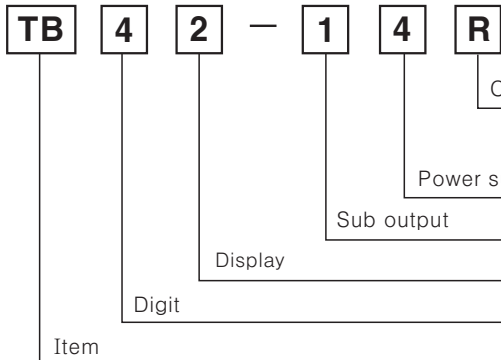 TB 4 2 — 1 4 R
Power s
Sub output
Display
Digit
Item